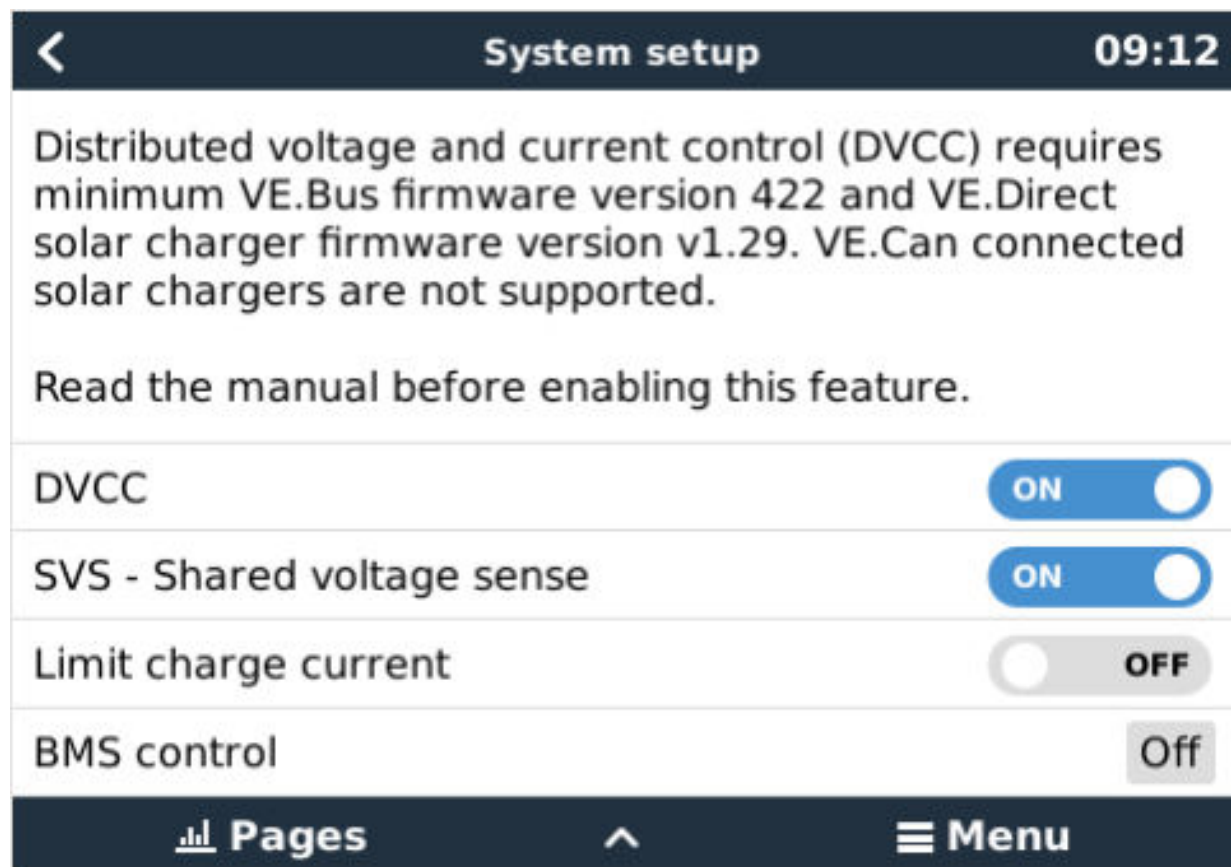 System setup
09:12
Distributed voltage and current control (DVCC) requires
minimum VE.Bus firmware version 422 and VE.Direct
solar charger firmware version v1.29. VE.Can connected
solar chargers are not supported.
Read the manual before enabling this feature.
DVCC ON
SVS - Shared voltage sense ON
Limit charge current OFF
BMS control Off
Pages Menu